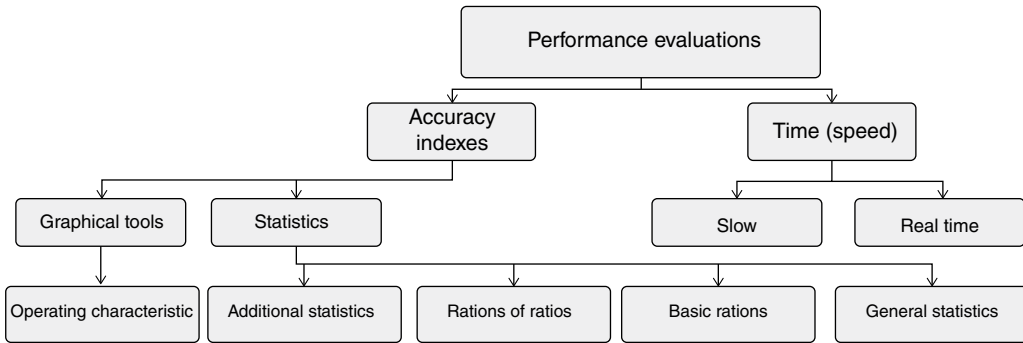 Performance evaluations
Accuracy
indexes
Time (speed)
Graphical tools
Statistics
Slow
Real time
Operating characteristic
Additional statistics
Rations of ratios
Basic rations
General statistics